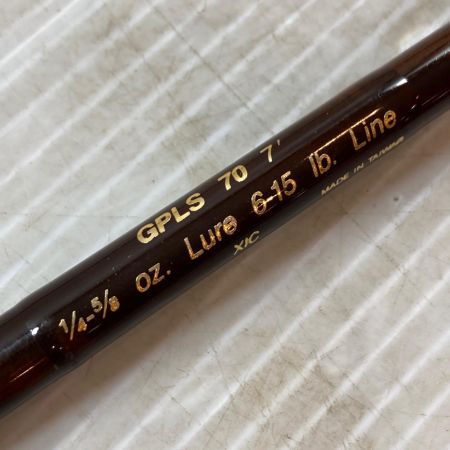 GPLS 70 7'
1/4-5/8 oz. Lure 6-15 lb. Line
XIC MADE IN TAIWAN